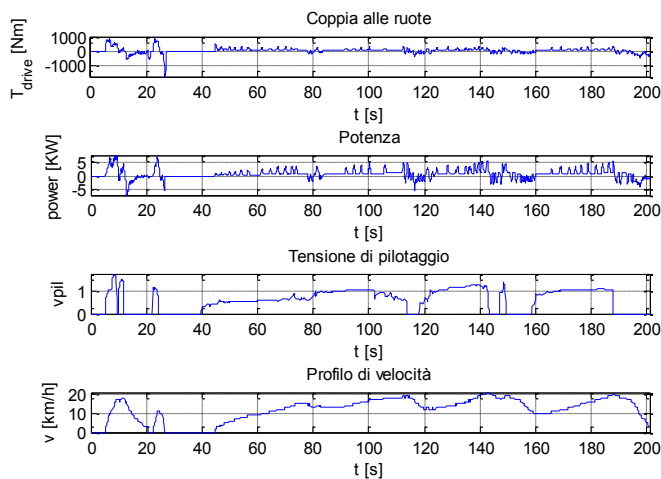 Coppia alle ruote
T_drive [Nm]
1000
0
-1000
0 20 40 60 80 100 120 140 160 180 200
t [s]
Potenza
power [KW]
5
0
-5
0 20 40 60 80 100 120 140 160 180 200
t [s]
Tensione di pilotaggio
vpil
1
0
0 20 40 60 80 100 120 140 160 180 200
t [s]
Profilo di velocità
v [km/h]
20
10
0
0 20 40 60 80 100 120 140 160 180 200
t [s]